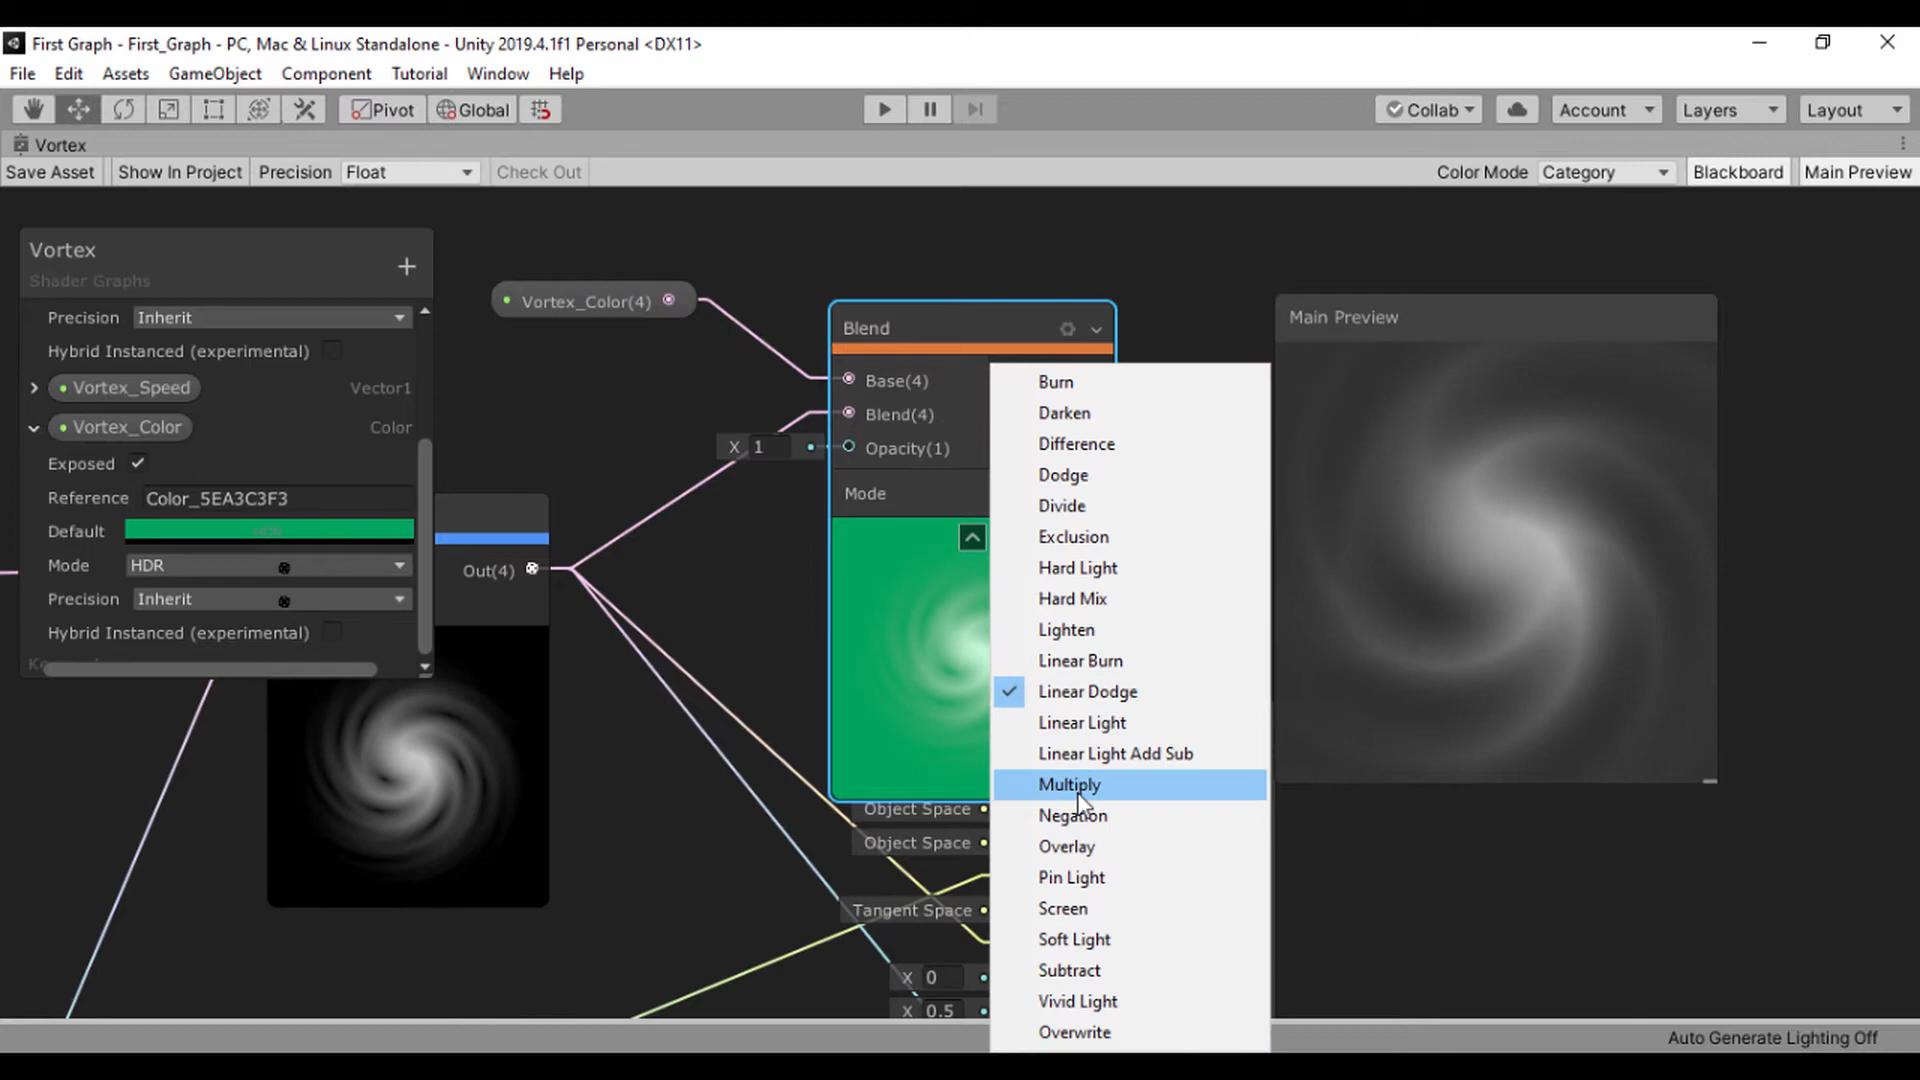 First Graph - First_Graph - PC, Mac & Linux Standalone - Unity 2019.4.1f1 Personal <DX11>
File Edit Assets GameObject Component Tutorial Window Help
Pivot Global Collab Account Layers Layout
Vortex
Save Asset Show In Project Precision Float Check Out Color Mode Category Blackboard Main Preview
Vortex
Shader Graphs
Precision Inherit
Hybrid Instanced (experimental)
Vortex_Speed Vector1
Vortex_Color Color
Exposed
Reference Color_5EA3C3F3
Default HDR
Mode HDR
Precision Inherit
Hybrid Instanced (experimental)
Vortex_Color(4)
Out(4)
Blend
Base(4)
Blend(4)
X 1 Opacity(1)
Mode
Object Space
Object Space
Tangent Space
X 0
X 0.5
Burn
Darken
Difference
Dodge
Divide
Exclusion
Hard Light
Hard Mix
Lighten
Linear Burn
Linear Dodge
Linear Light
Linear Light Add Sub
Multiply
Negation
Overlay
Pin Light
Screen
Soft Light
Subtract
Vivid Light
Overwrite
Main Preview
Auto Generate Lighting Off